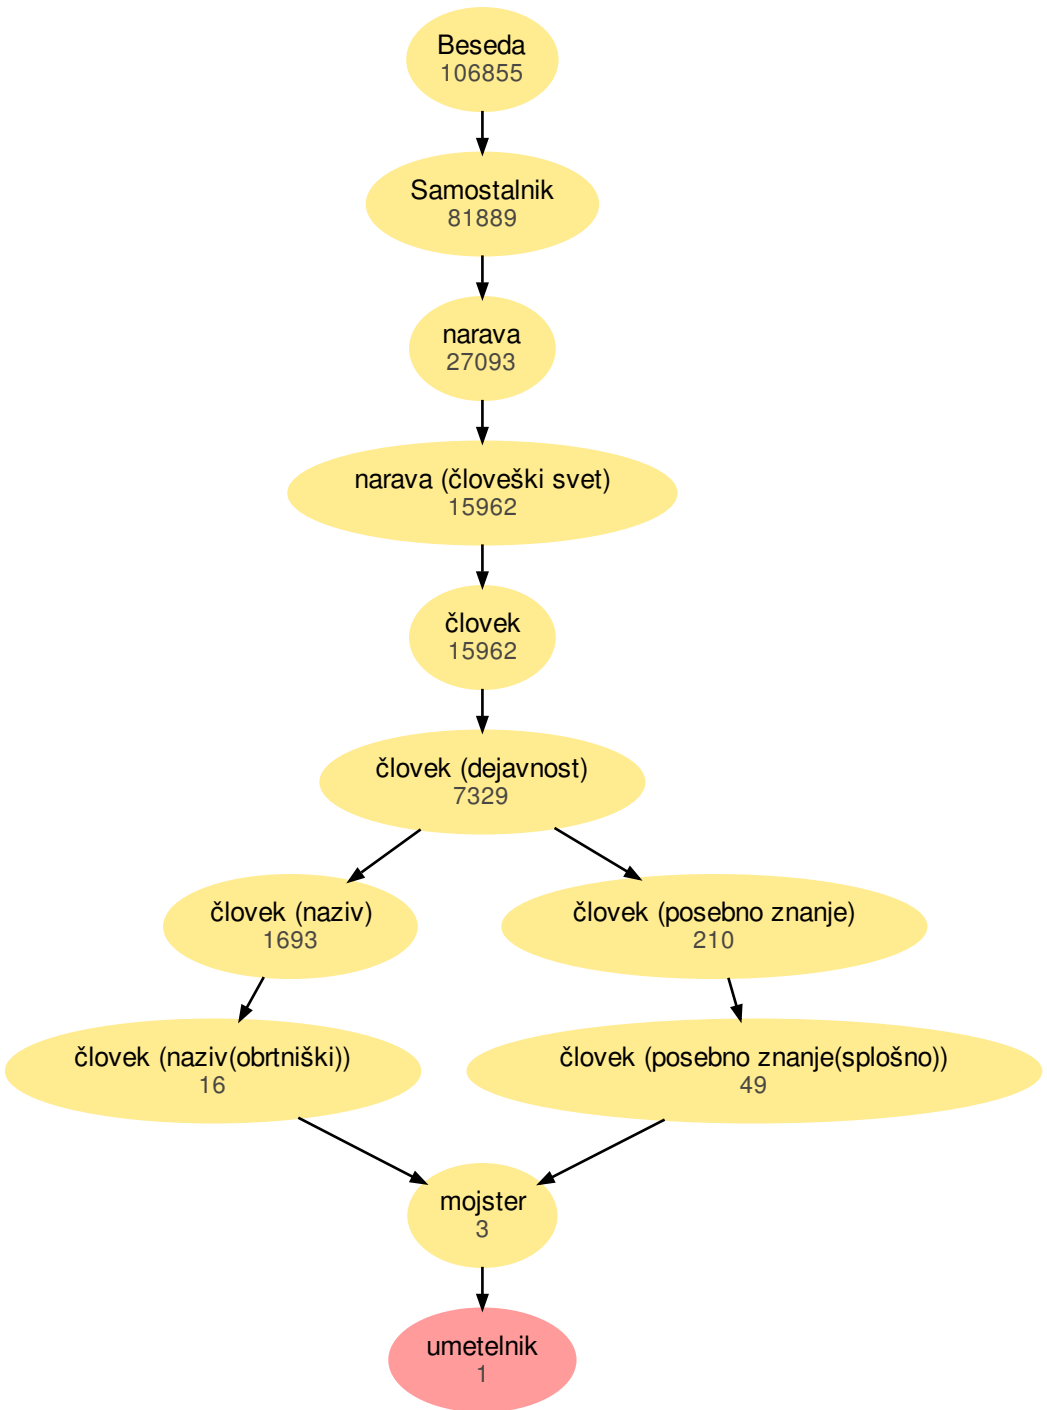 Beseda
106855
Samostalnik
81889
narava
27093
narava (človeški svet)
15962
človek
15962
človek (dejavnost)
7329
človek (naziv)
1693
človek (posebno znanje)
210
človek (naziv(obrtniški))
16
človek (posebno znanje(splošno))
49
mojster
3
umetelnik
1